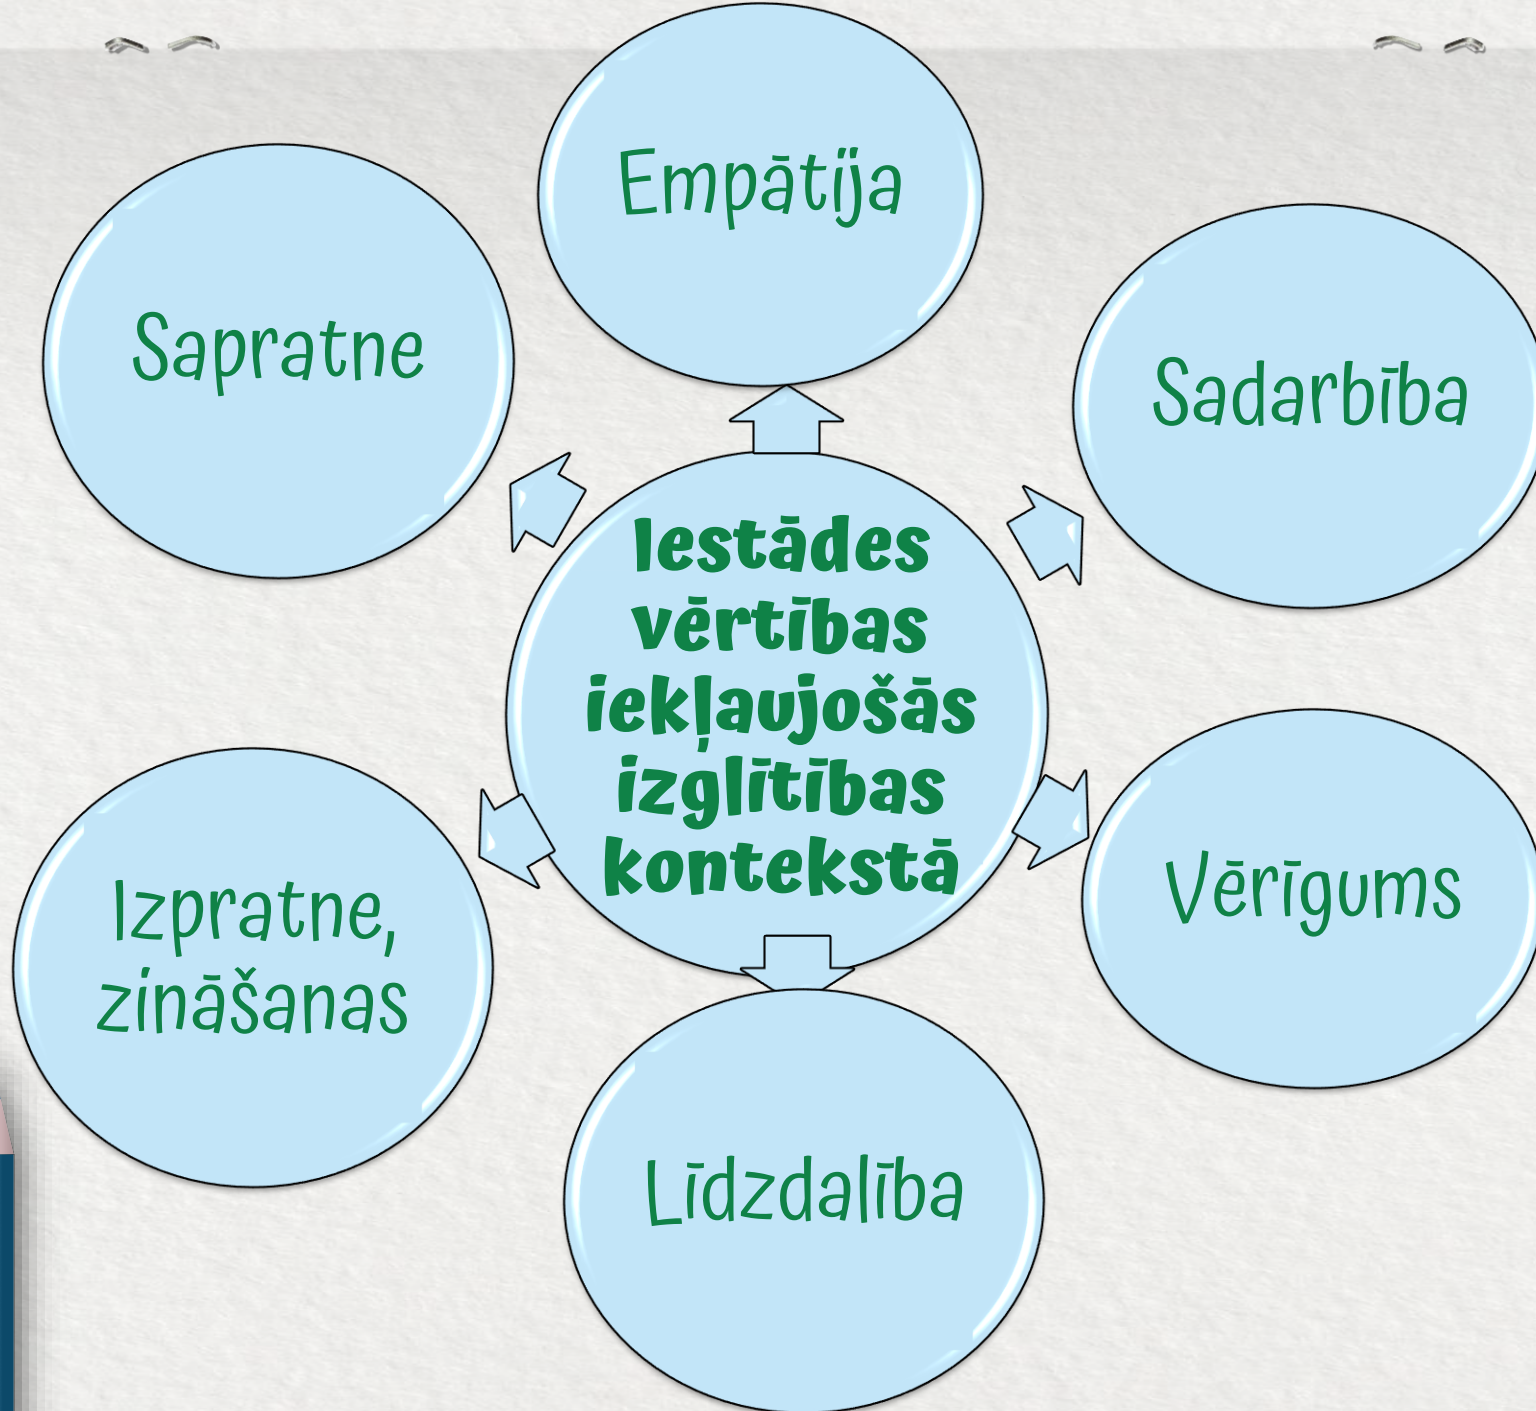 Empātija
Sapratne
Sadarbība
Iestādes
vērtības
iekļaujošās
izglītības
kontekstā
Izpratne,
zināšanas
Vērīgums
Līdzdalība